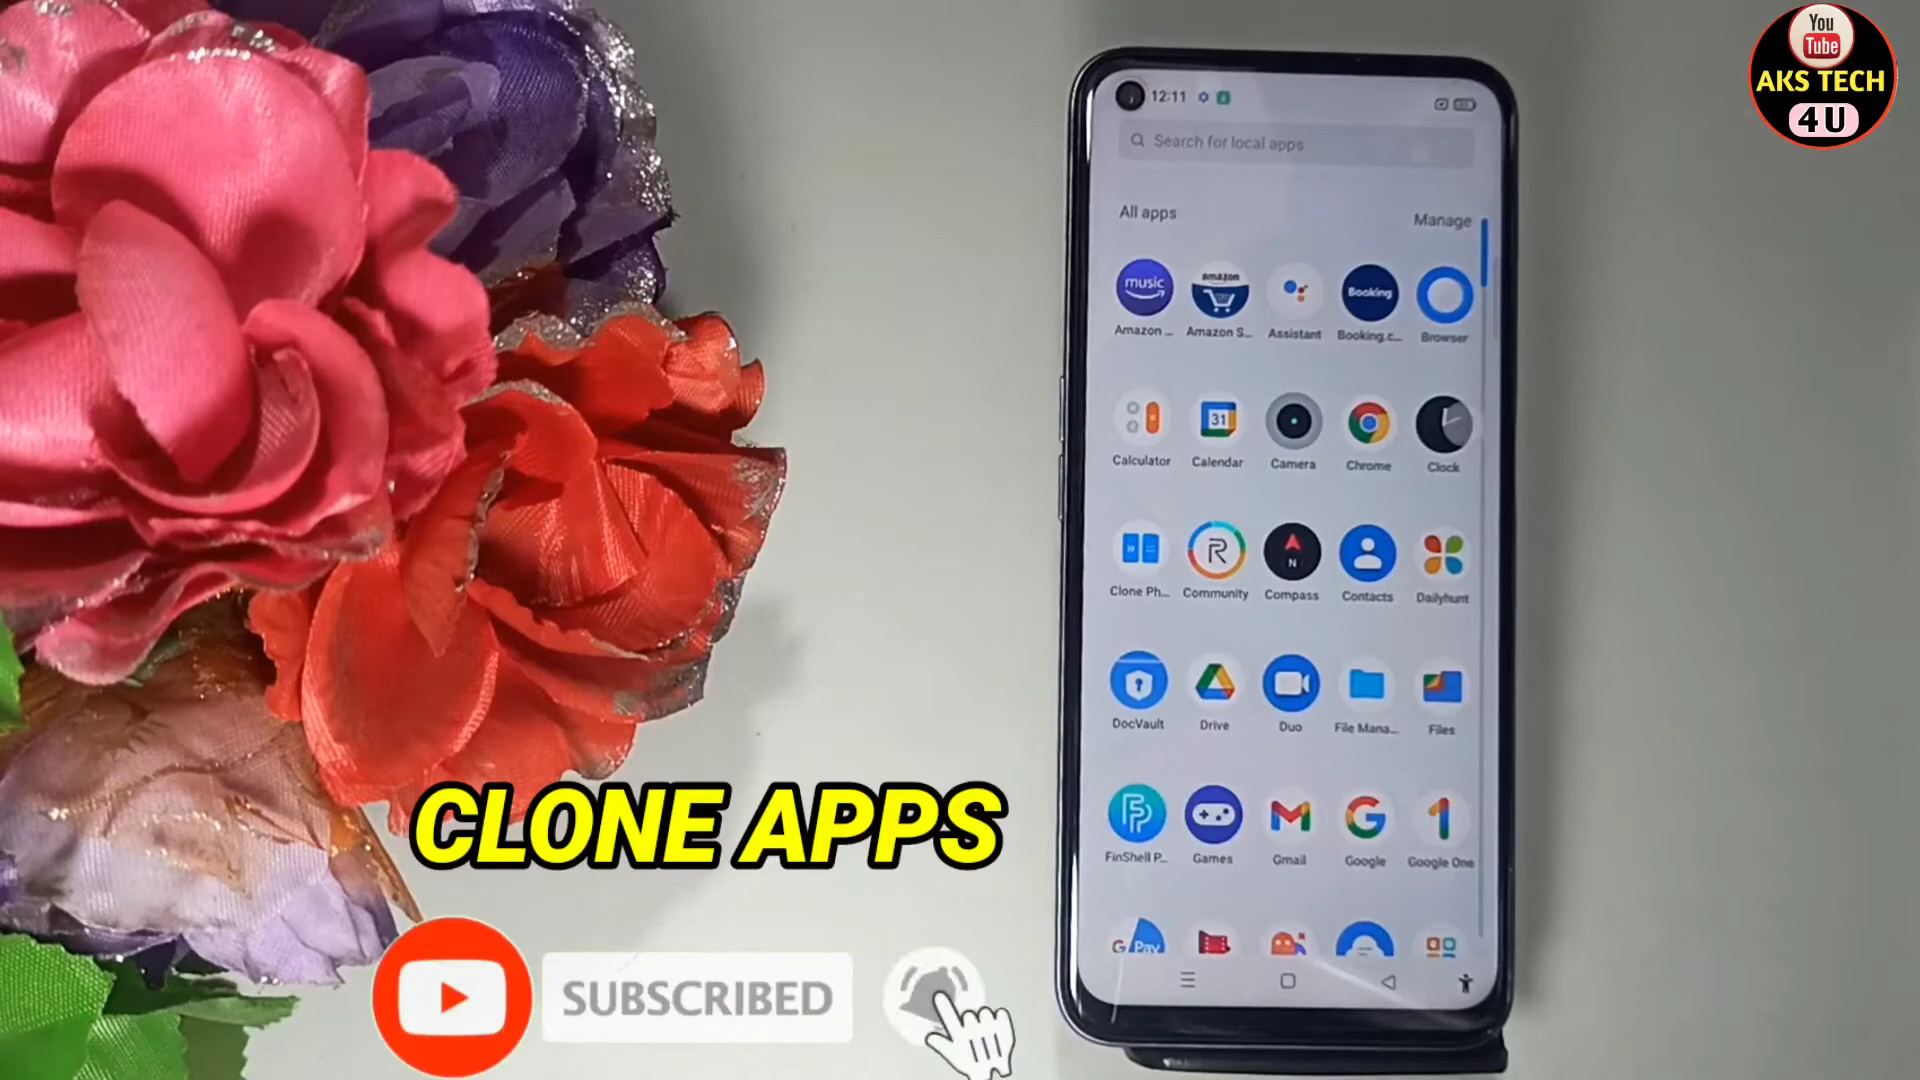 You
Tube
AKS TECH
4U
12:11
Search for local apps
All apps
Manage
music
amazon
Booking
Amazon ...
Amazon S...
Assistant
Booking.c...
Browser
31
Calculator
Calendar
Camera
Chrome
Clock
R
N
Clone Ph...
Community
Compass
Contacts
Dailyhunt
DocVault
Drive
Duo
File Mana...
Files
FinShell P...
Games
Gmail
Google
Google One
G Pay
CLONE APPS
SUBSCRIBED